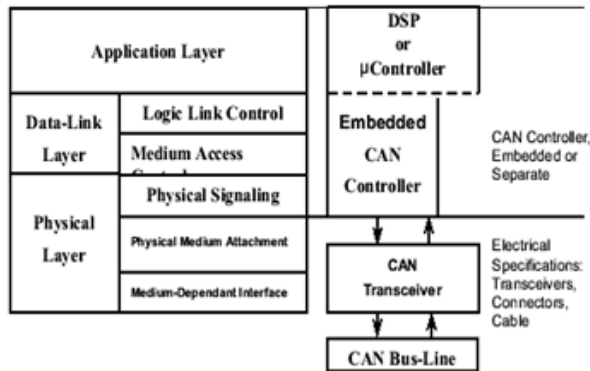 Application Layer
Data-Link
Layer
Logic Link Control
Medium Access
Physical
Layer
Physical Signaling
Physical Medium Attachment
Medium-Dependant Interface
DSP
or
μController
Embedded
CAN
Controller
CAN
Transceiver
CAN Bus-Line
CAN Controller,
Embedded or
Separate
Electrical
Specifications:
Transceivers,
Connectors,
Cable